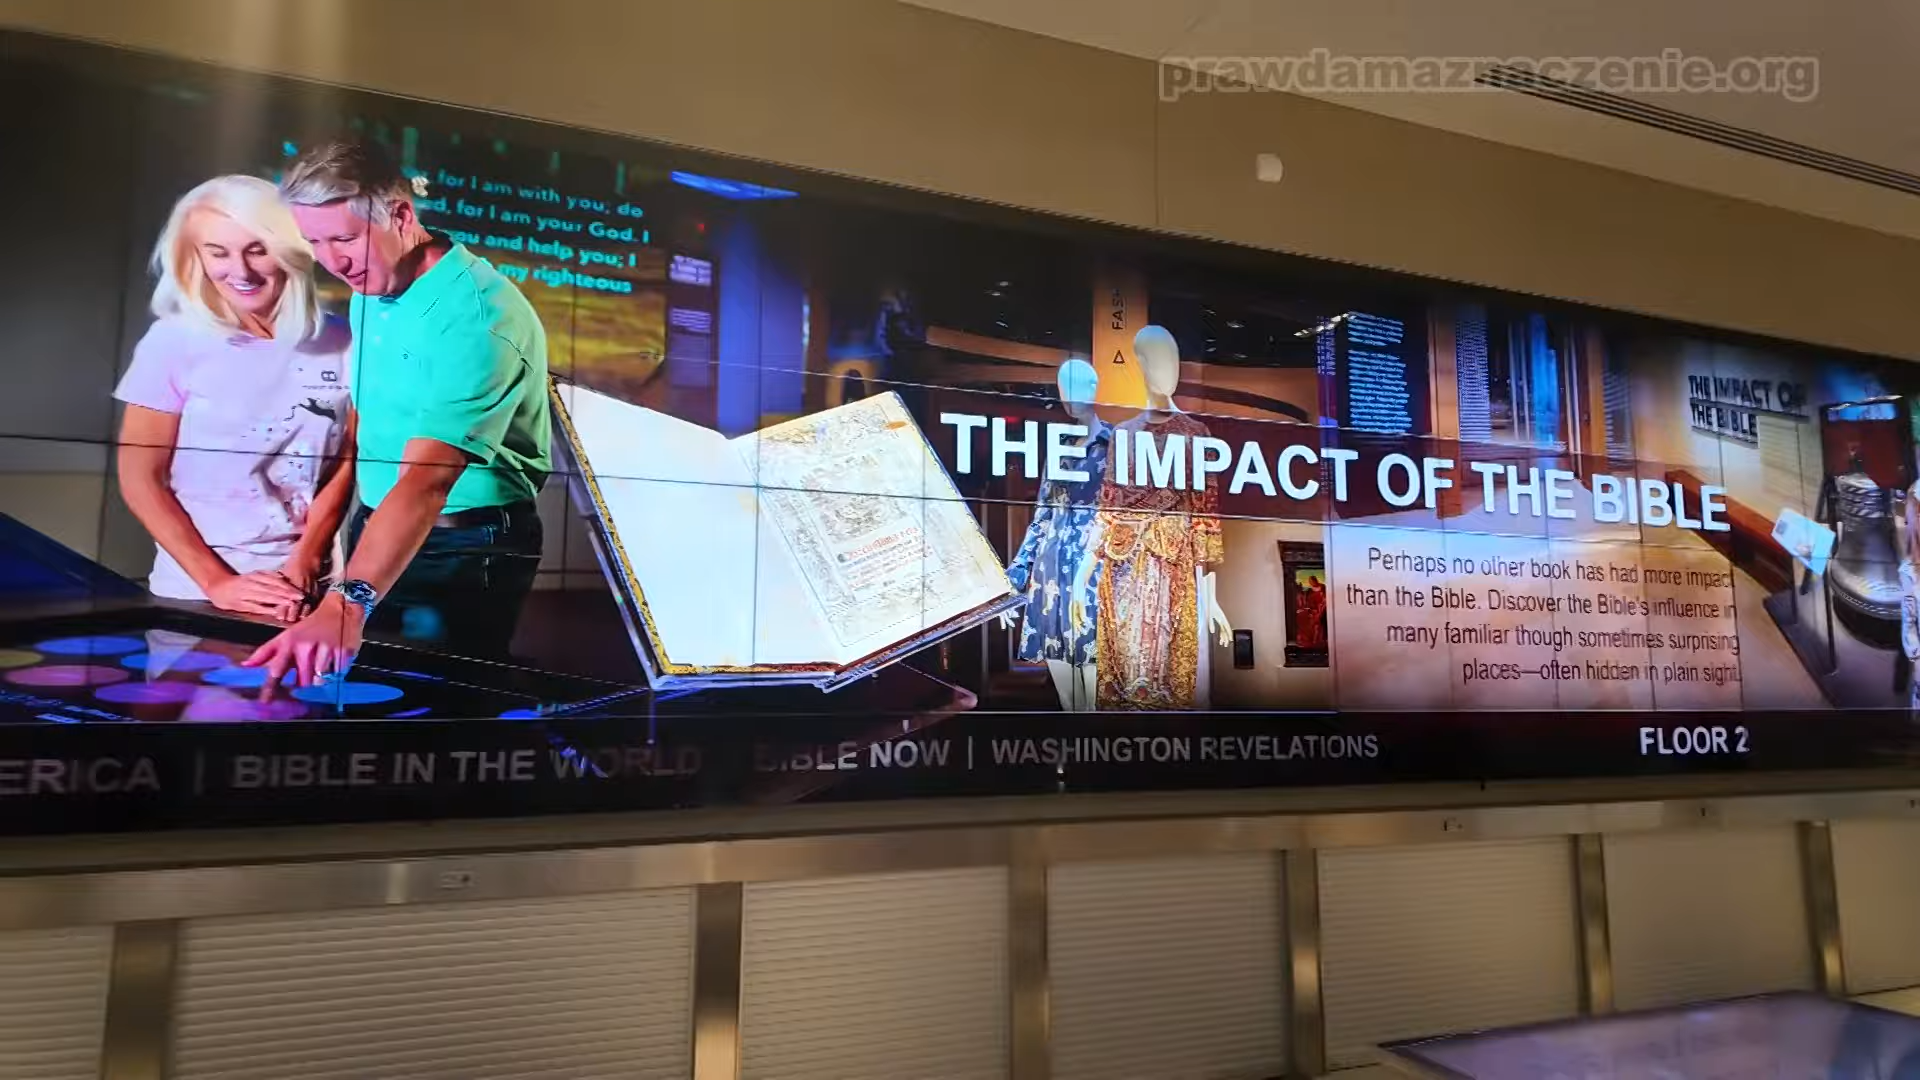 prawdamaznaczenie.org
for I am with you; do
for I am your God. I
you and help you; I
my righteous
FASH
THE IMPACT OF
THE BIBLE
THE IMPACT OF THE BIBLE
Perhaps no other book has had more impact
than the Bible. Discover the Bible's influence in
many familiar though sometimes surprising
places—often hidden in plain sight.
ERICA | BIBLE IN THE WORLD BIBLE NOW | WASHINGTON REVELATIONS
FLOOR 2